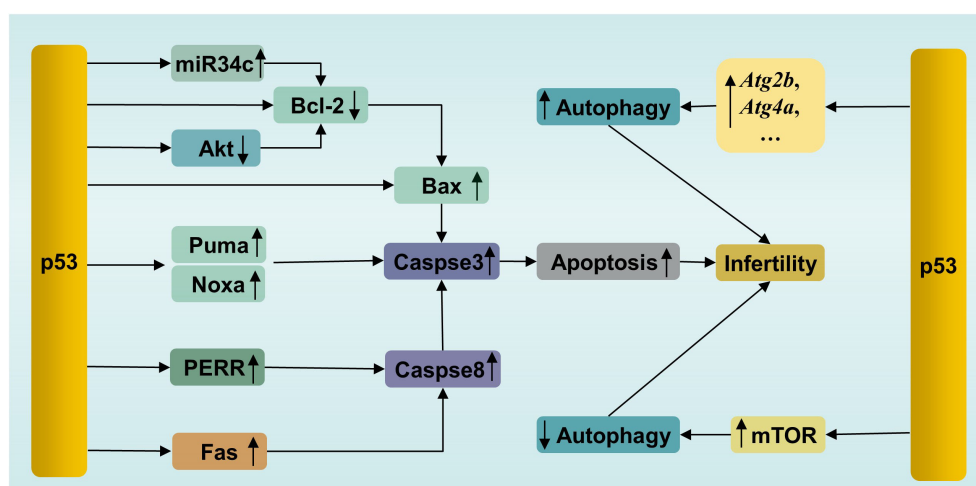 p53
miR34c↑
Bcl-2↓
Akt↓
Bax↑
Puma↑
Noxa↑
Caspse3↑
PERR↑
Caspse8↑
Fas↑
Apoptosis↑
Infertility
↑Autophagy
↑Atg2b,
Atg4a,
...
↓Autophagy
↑mTOR
p53